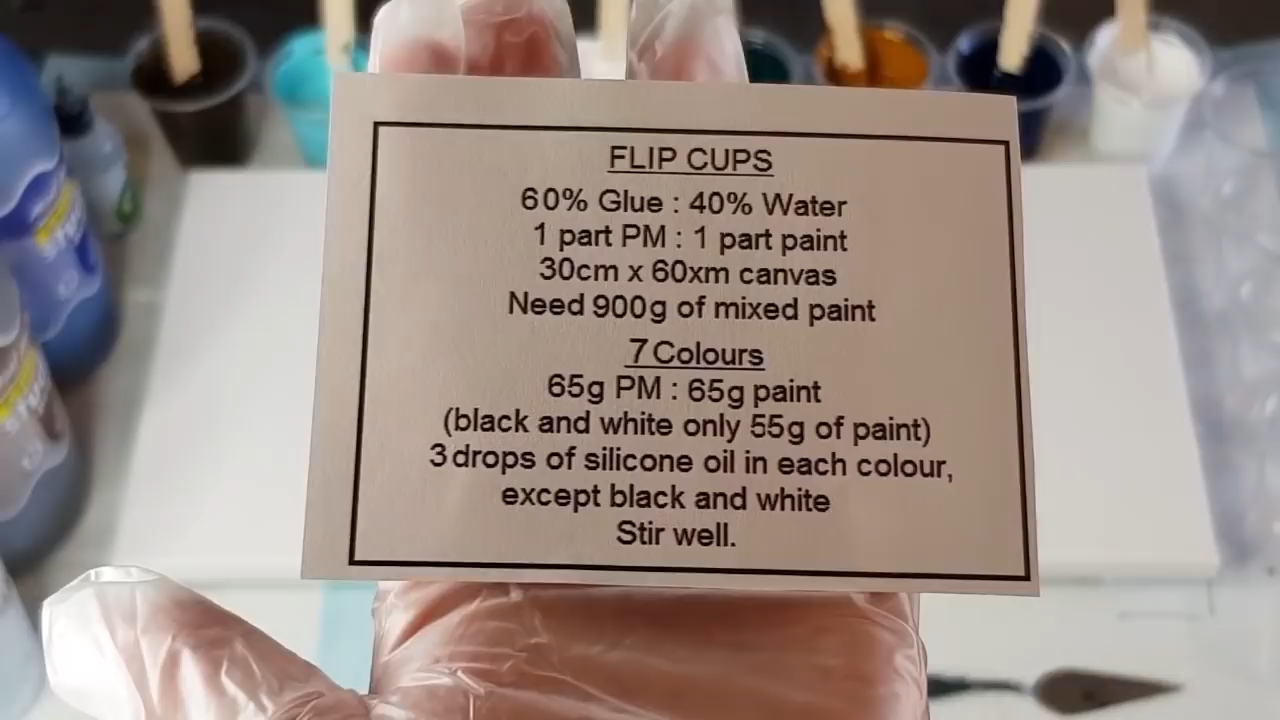 FLIP CUPS
60% Glue : 40% Water
1 part PM : 1 part paint
30cm x 60xm canvas
Need 900g of mixed paint
7 Colours
65g PM : 65g paint
(black and white only 55g of paint)
3 drops of silicone oil in each colour,
except black and white
Stir well.